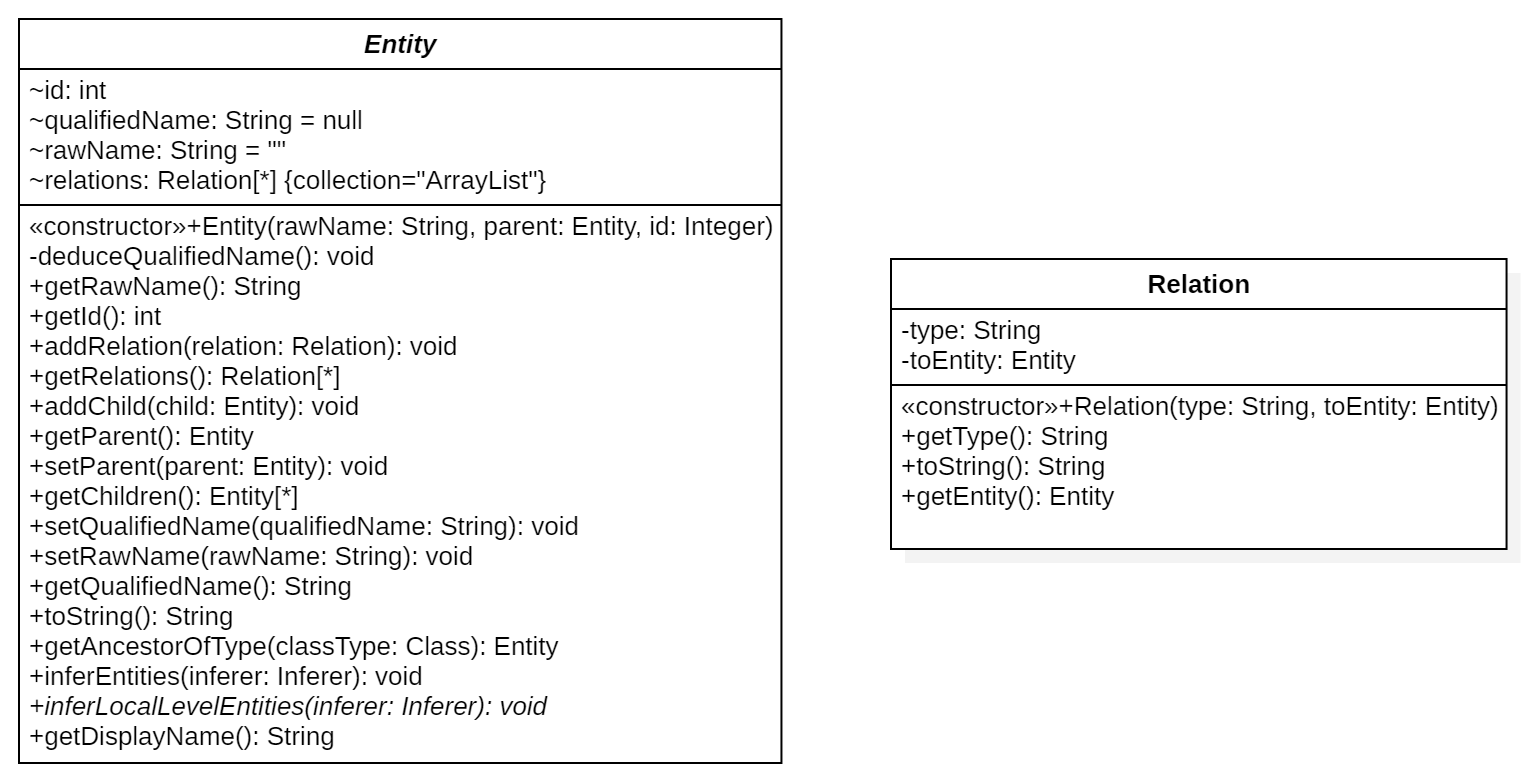 Entity
~id: int
~qualifiedName: String = null
~rawName: String = ""
~relations: Relation[*] {collection="ArrayList"}
«constructor»+Entity(rawName: String, parent: Entity, id: Integer)
-deduceQualifiedName(): void
+getRawName(): String
+getId(): int
+addRelation(relation: Relation): void
+getRelations(): Relation[*]
+addChild(child: Entity): void
+getParent(): Entity
+setParent(parent: Entity): void
+getChildren(): Entity[*]
+setQualifiedName(qualifiedName: String): void
+setRawName(rawName: String): void
+getQualifiedName(): String
+toString(): String
+getAncestorOfType(classType: Class): Entity
+inferEntities(inferer: Inferer): void
+inferLocalLevelEntities(inferer: Inferer): void
+getDisplayName(): String
Relation
-type: String
-toEntity: Entity
«constructor»+Relation(type: String, toEntity: Entity)
+getType(): String
+toString(): String
+getEntity(): Entity